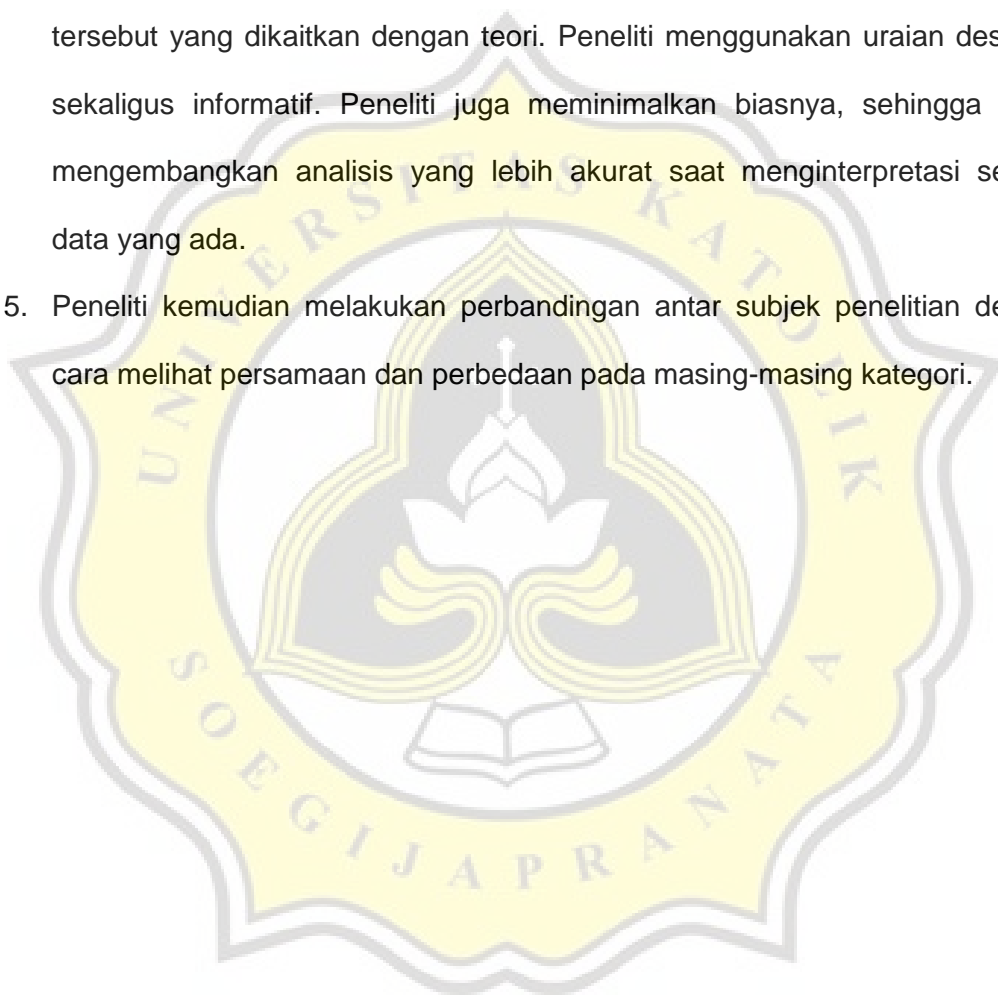 tersebut yang dikaitkan dengan teori. Peneliti menggunakan uraian des
sekaligus informatif. Peneliti juga meminimalkan biasnya, sehingga
mengembangkan analisis yang lebih akurat saat menginterpretasi se
data yang ada.
5. Peneliti kemudian melakukan perbandingan antar subjek penelitian de
cara melihat persamaan dan perbedaan pada masing-masing kategori.
UNIVERSITAS KATOLIK
SOEGIJAPRANATA